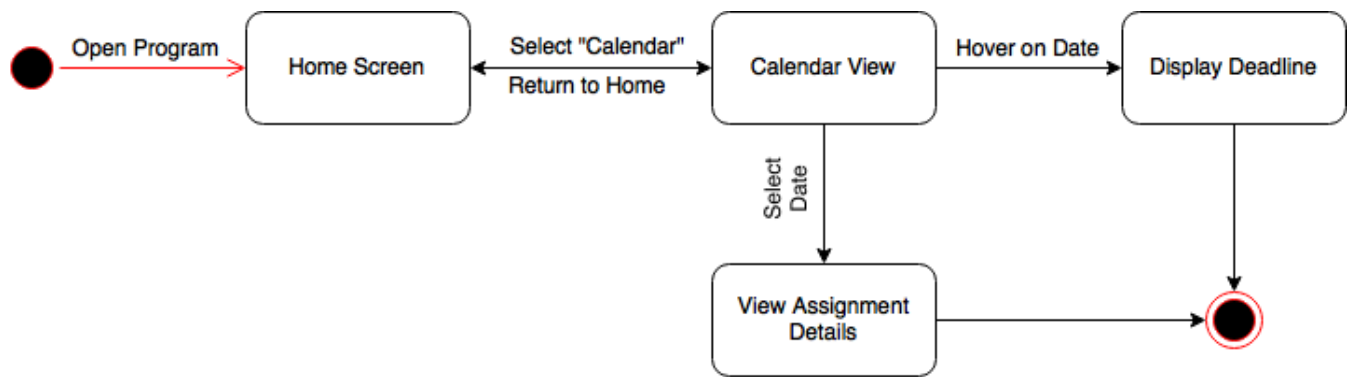 Open Program
Home Screen
Select "Calendar"
Return to Home
Calendar View
Hover on Date
Display Deadline
Select
Date
View Assignment
Details